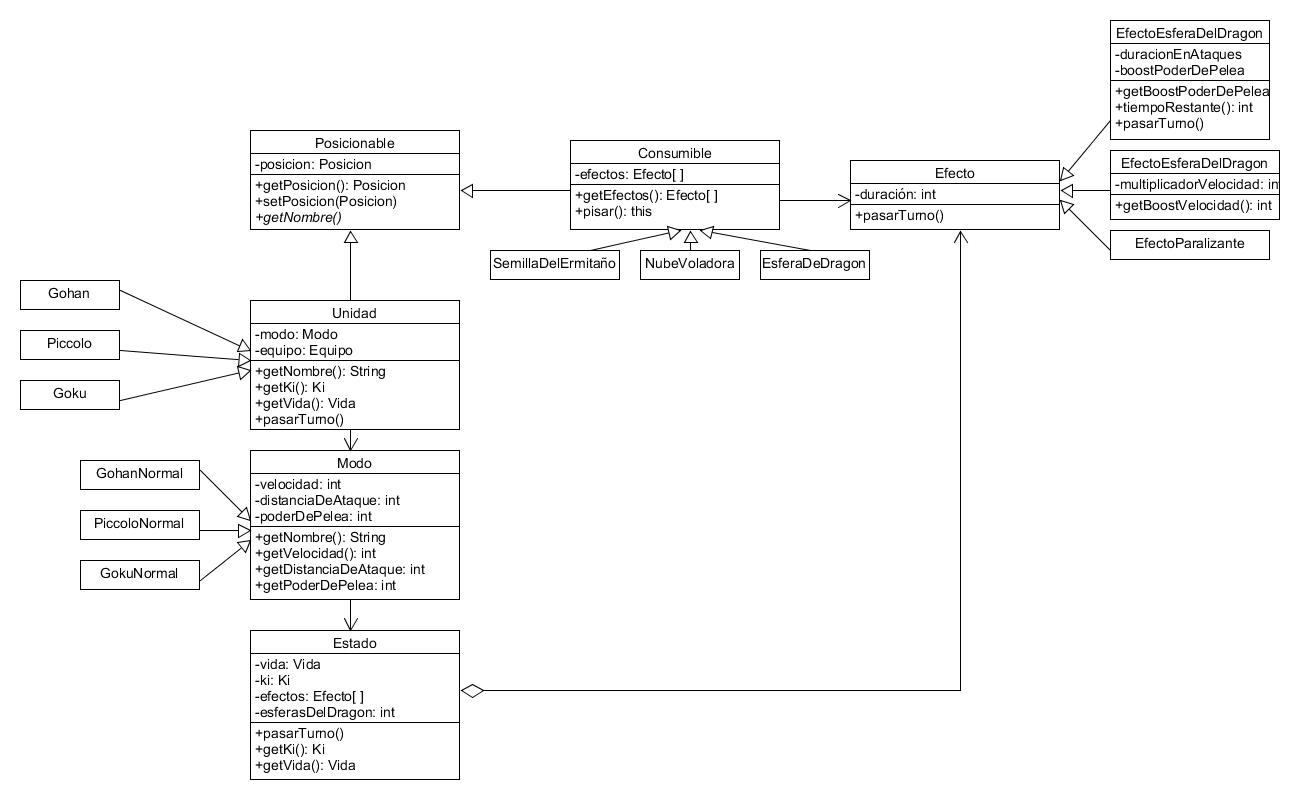 EfectoEsferaDelDragon
-duracionEnAtaques
-boostPoderDePelea
+getBoostPoderDePelea
+tiempoRestante(): int
+pasarTurno()
Posicionable
-posicion: Posicion
+getPosicion(): Posicion
+setPosicion(Posicion)
+getNombre()
Consumible
-efectos: Efecto[ ]
+getEfectos(): Efecto[ ]
+pisar(): this
Efecto
-duración: int
+pasarTurno()
EfectoEsferaDelDragon
-multiplicadorVelocidad: in
+getBoostVelocidad(): int
EfectoParalizante
SemillaDelErmitaño
NubeVoladora
EsferaDeDragon
Gohan
Piccolo
Goku
Unidad
-modo: Modo
-equipo: Equipo
+getNombre(): String
+getKi(): Ki
+getVida(): Vida
+pasarTurno()
GohanNormal
PiccoloNormal
GokuNormal
Modo
-velocidad: int
-distanciaDeAtaque: int
-poderDePelea: int
+getNombre(): String
+getVelocidad(): int
+getDistanciaDeAtaque: int
+getPoderDePelea: int
Estado
-vida: Vida
-ki: Ki
-efectos: Efecto[ ]
-esferasDelDragon: int
+pasarTurno()
+getKi(): Ki
+getVida(): Vida